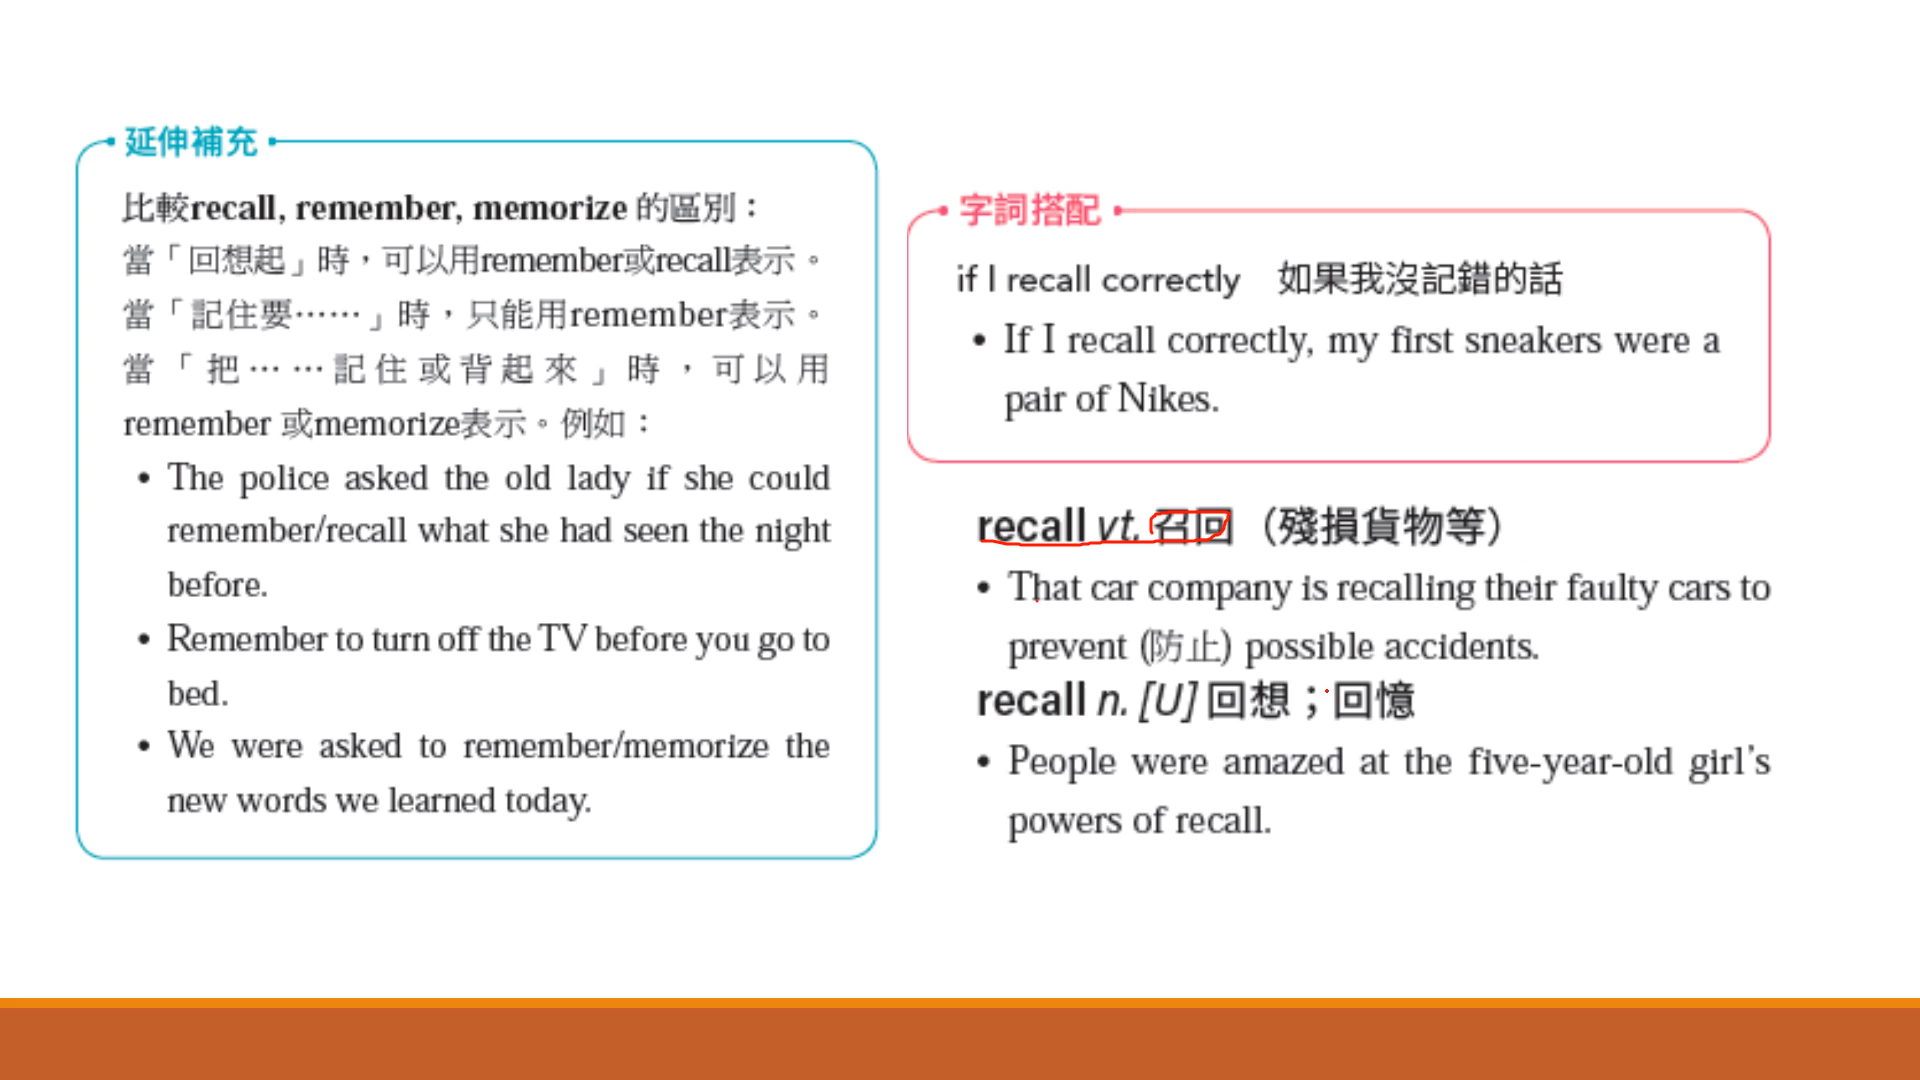 延伸補充
比較recall, remember, memorize 的區別：
當「回想起」時，可以用remember或recall表示。
當「記住要⋯⋯」時，只能用remember表示。
當「把⋯⋯記住或背起來」時，可以用
remember 或memorize表示。例如：
• The police asked the old lady if she could
remember/recall what she had seen the night
before.
• Remember to turn off the TV before you go to
bed.
• We were asked to remember/memorize the
new words we learned today.
字詞搭配
if I recall correctly 如果我沒記錯的話
• If I recall correctly, my first sneakers were a
pair of Nikes.
recall vt. 召回（殘損貨物等）
• That car company is recalling their faulty cars to
prevent (防止) possible accidents.
recall n. [U] 回想；回憶
• People were amazed at the five-year-old girl's
powers of recall.